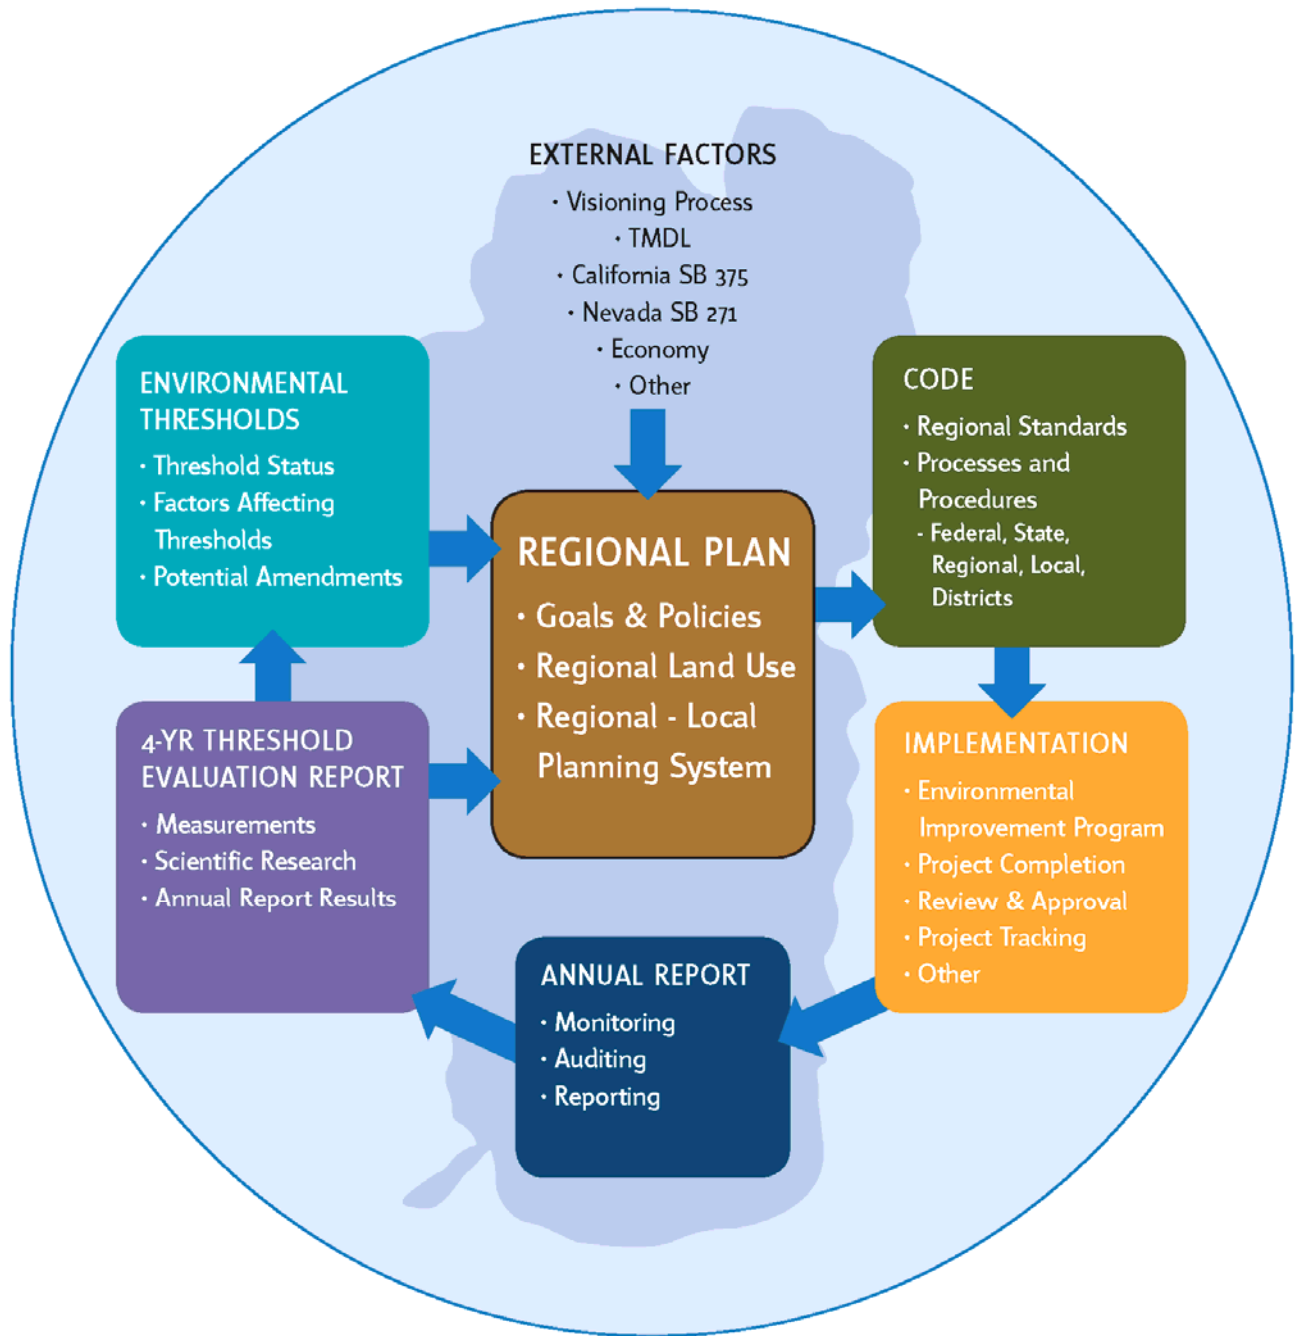 EXTERNAL FACTORS
· Visioning Process
· TMDL
· California SB 375
· Nevada SB 271
· Economy
· Other
ENVIRONMENTAL
THRESHOLDS
· Threshold Status
· Factors Affecting
Thresholds
· Potential Amendments
REGIONAL PLAN
· Goals & Policies
· Regional Land Use
· Regional - Local
Planning System
CODE
· Regional Standards
· Processes and
Procedures
- Federal, State,
Regional, Local,
Districts
4-YR THRESHOLD
EVALUATION REPORT
· Measurements
· Scientific Research
· Annual Report Results
IMPLEMENTATION
· Environmental
Improvement Program
· Project Completion
· Review & Approval
· Project Tracking
· Other
ANNUAL REPORT
· Monitoring
· Auditing
· Reporting